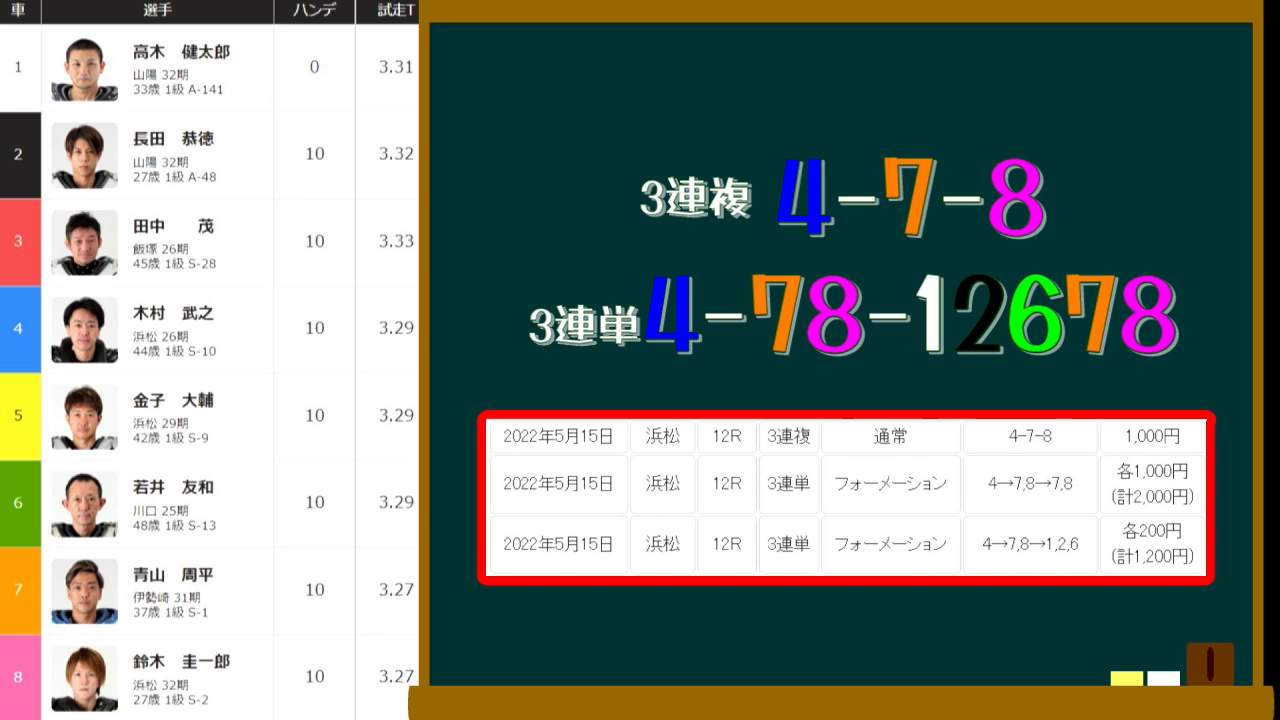 車 選手 ハンデ 試走T
1 高木　健太郎 0 3.31
山陽 32期
33歳 1級 A-141
2 長田　恭徳 10 3.32
山陽 32期
27歳 1級 A-48
3 田中　　茂 10 3.33
飯塚 26期
45歳 1級 S-28
4 木村　武之 10 3.29
浜松 26期
44歳 1級 S-10
5 金子　大輔 10 3.29
浜松 29期
42歳 1級 S-9
6 若井　友和 10 3.29
川口 25期
48歳 1級 S-13
7 青山　周平 10 3.27
伊勢崎 31期
37歳 1級 S-1
8 鈴木　圭一郎 10 3.27
浜松 32期
27歳 1級 S-2
3連複 4-7-8
3連単 4-78-12678
2022年5月15日 浜松 12R 3連複 通常 4-7-8 1,000円
2022年5月15日 浜松 12R 3連単 フォーメーション 4→7,8→7,8 各1,000円
(計2,000円)
2022年5月15日 浜松 12R 3連単 フォーメーション 4→7,8→1,2,6 各200円
(計1,200円)